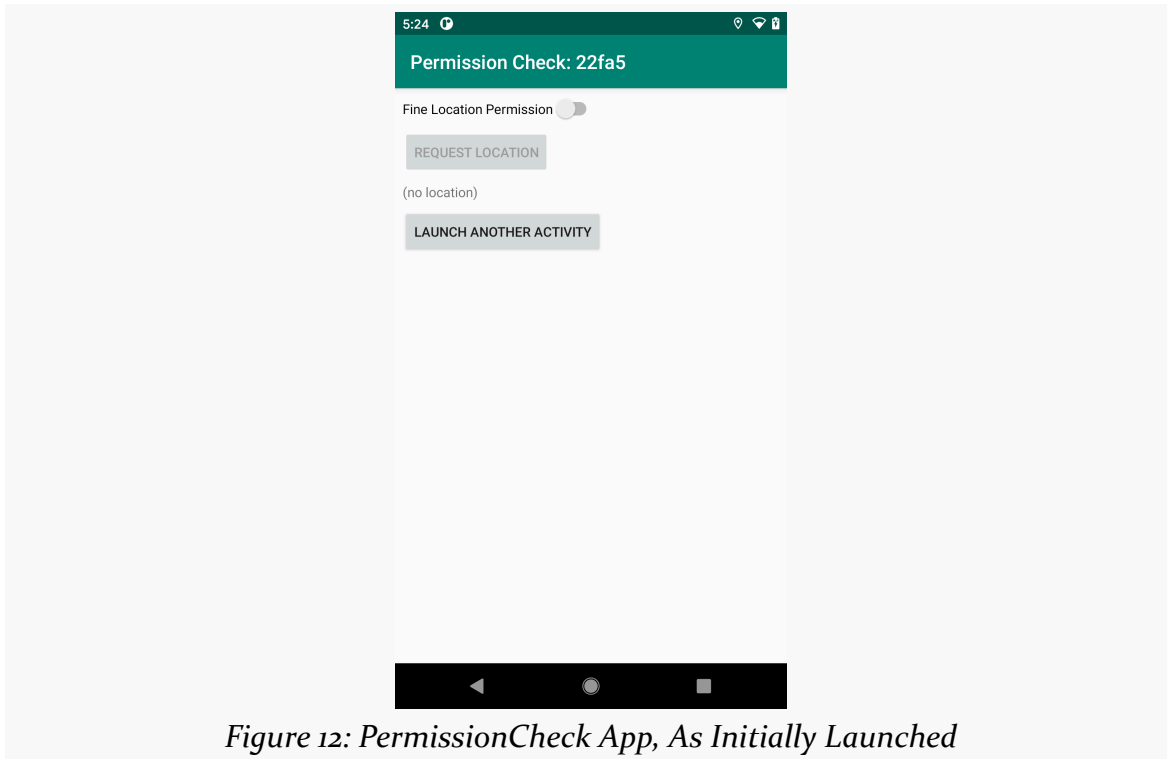 5:24
Permission Check: 22fa5
Fine Location Permission
REQUEST LOCATION
(no location)
LAUNCH ANOTHER ACTIVITY
Figure 12: PermissionCheck App, As Initially Launched